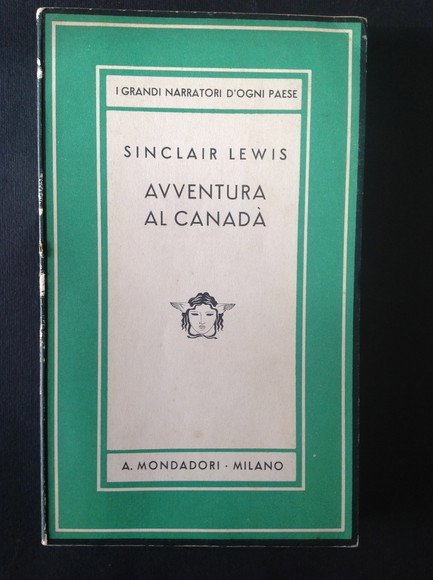 I GRANDI NARRATORI D'OGNI PAESE
SINCLAIR LEWIS
AVVENTURA
AL CANADÀ
A. MONDADORI · MILANO